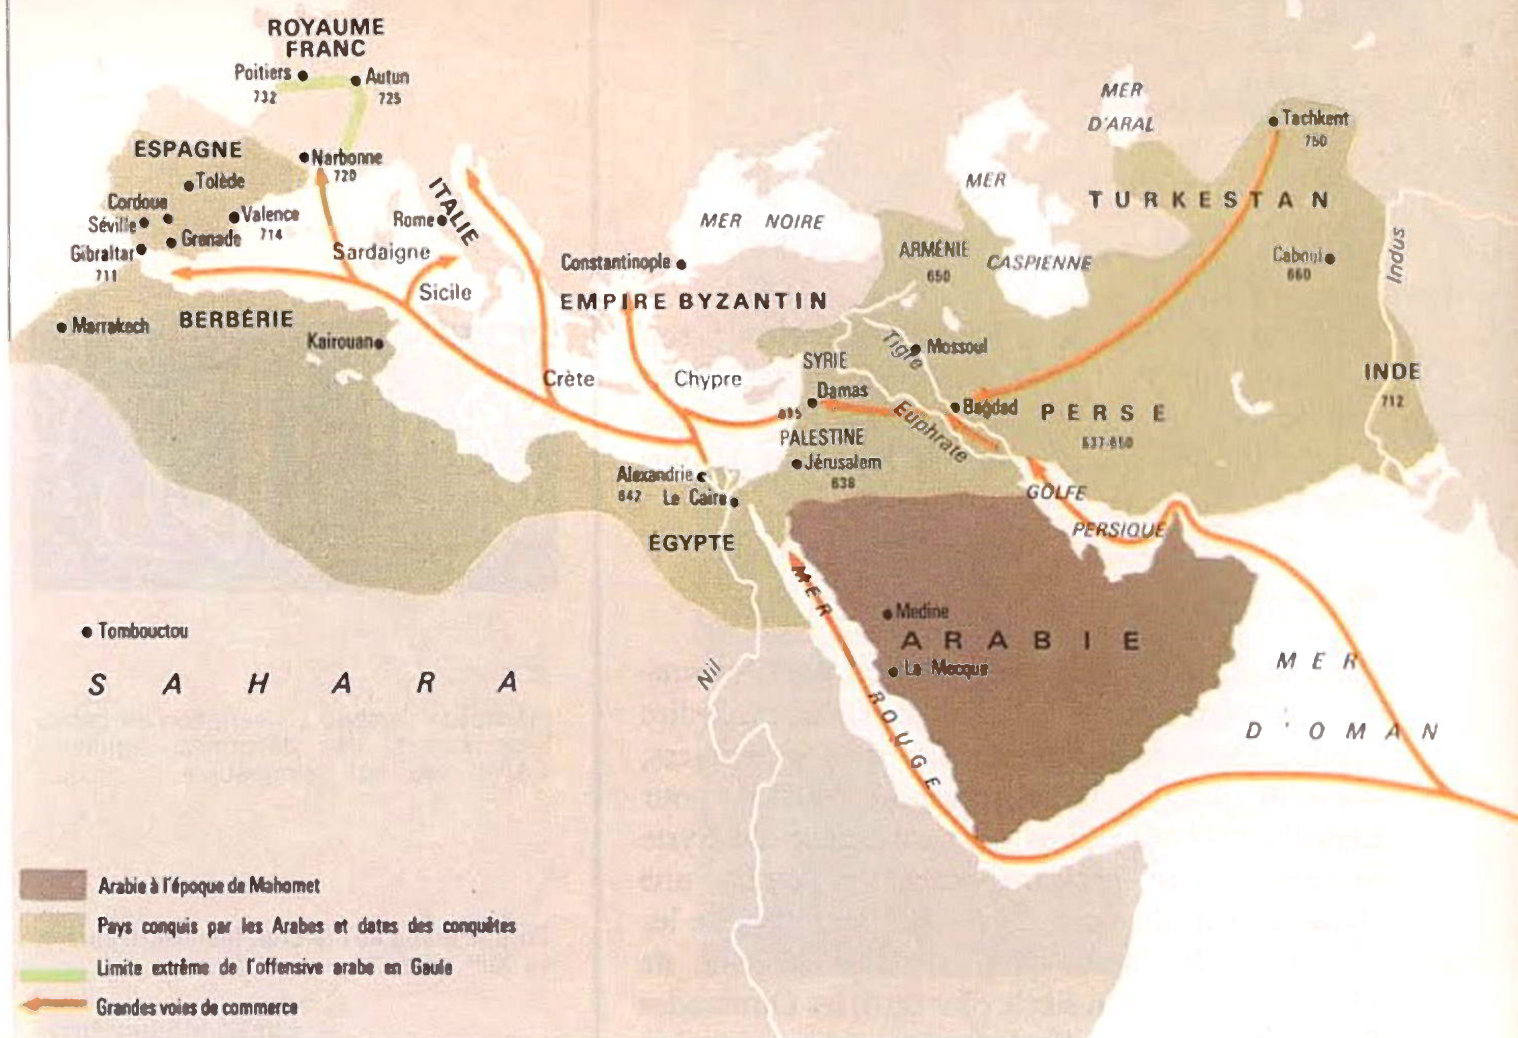 ROYAUME
FRANC
Poitiers
732
Autun
725
ESPAGNE
Narbonne
720
Tolède
Cordoue
Séville
Valence
714
Grenade
Gibraltar
711
ITALIE
Rome
Sardaigne
Sicile
Marrakech
BERBÉRIE
Kairouan
Constantinople
EMPIRE BYZANTIN
MER NOIRE
Crète
Chypre
MER
D'ARAL
MER
CASPIENNE
Tachkent
750
TURKESTAN
Caboul
660
Indus
ARMÉNIE
650
Tigre
Mossoul
SYRIE
Damas
Euphrate
Bagdad
PERSE
637-650
INDE
712
PALESTINE
Jérusalem
638
Alexandrie
642
Le Caire
ÉGYPTE
GOLFE
PERSIQUE
MER ROUGE
Medine
ARABIE
La Mecque
MER
D'OMAN
Tombouctou
SAHARA
Nil
Arabie à l'époque de Mahomet
Pays conquis par les Arabes et dates des conquêtes
Limite extrême de l'offensive arabe en Gaule
Grandes voies de commerce